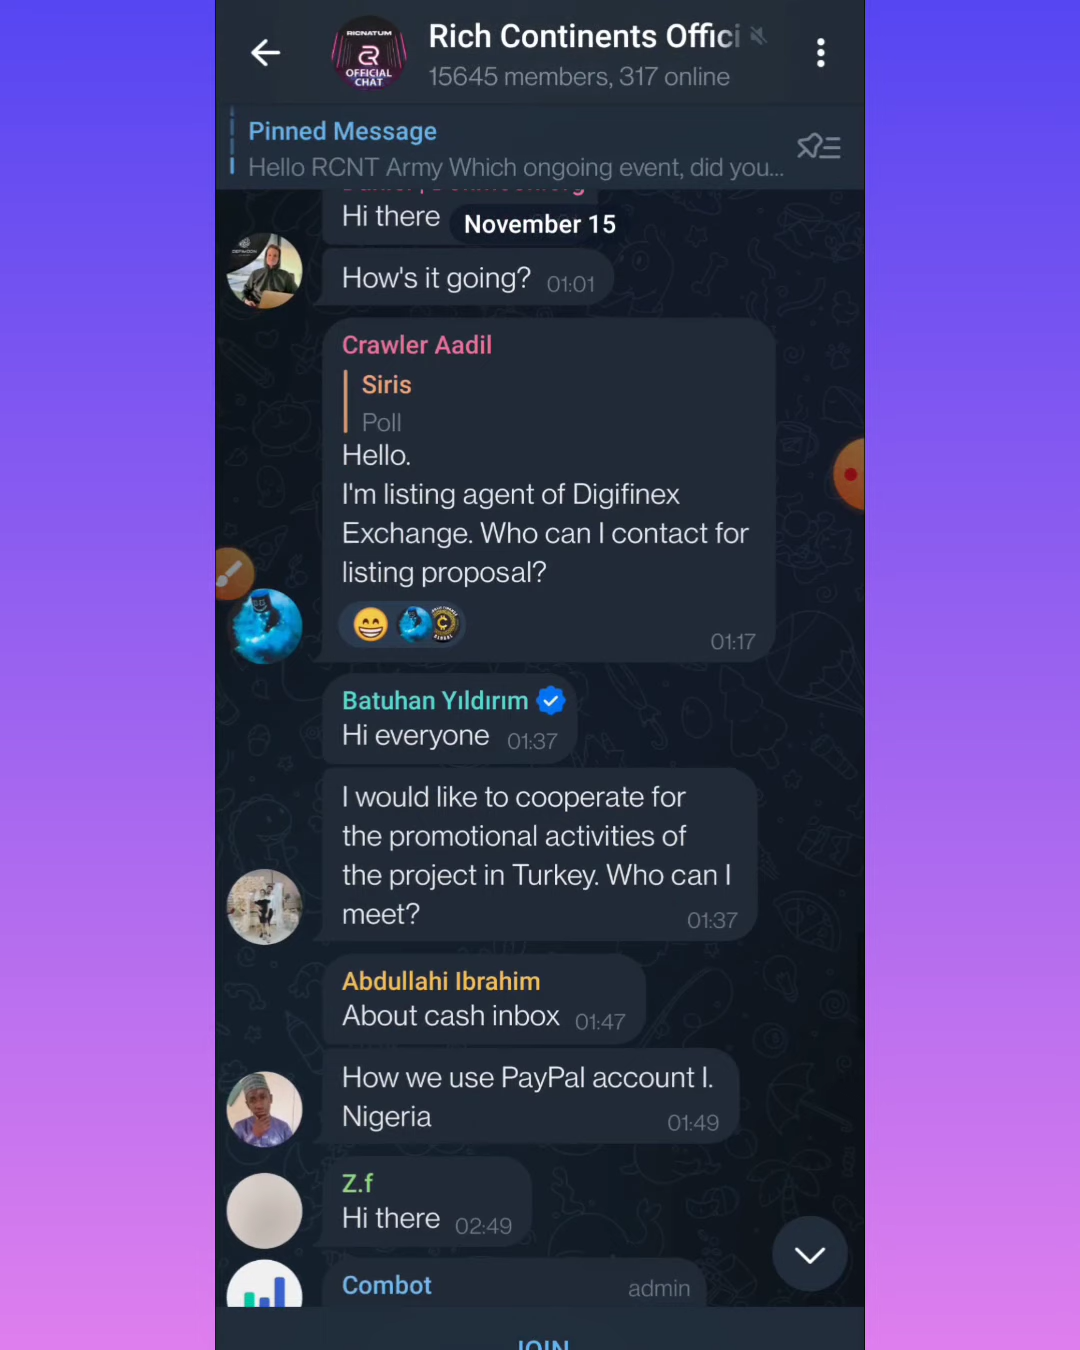 RICNATUM
OFFICIAL
CHAT
Rich Continents Offici
15645 members, 317 online
Pinned Message
Hello RCNT Army Which ongoing event, did you...
Hi there
November 15
How's it going? 01:01
Crawler Aadil
Siris
Poll
Hello.
I'm listing agent of Digifinex
Exchange. Who can I contact for
listing proposal?
01:17
Batuhan Yıldırım
Hi everyone 01:37
I would like to cooperate for
the promotional activities of
the project in Turkey. Who can I
meet? 01:37
Abdullahi Ibrahim
About cash inbox 01:47
How we use PayPal account I.
Nigeria 01:49
Z.f
Hi there 02:49
Combot admin
JOIN